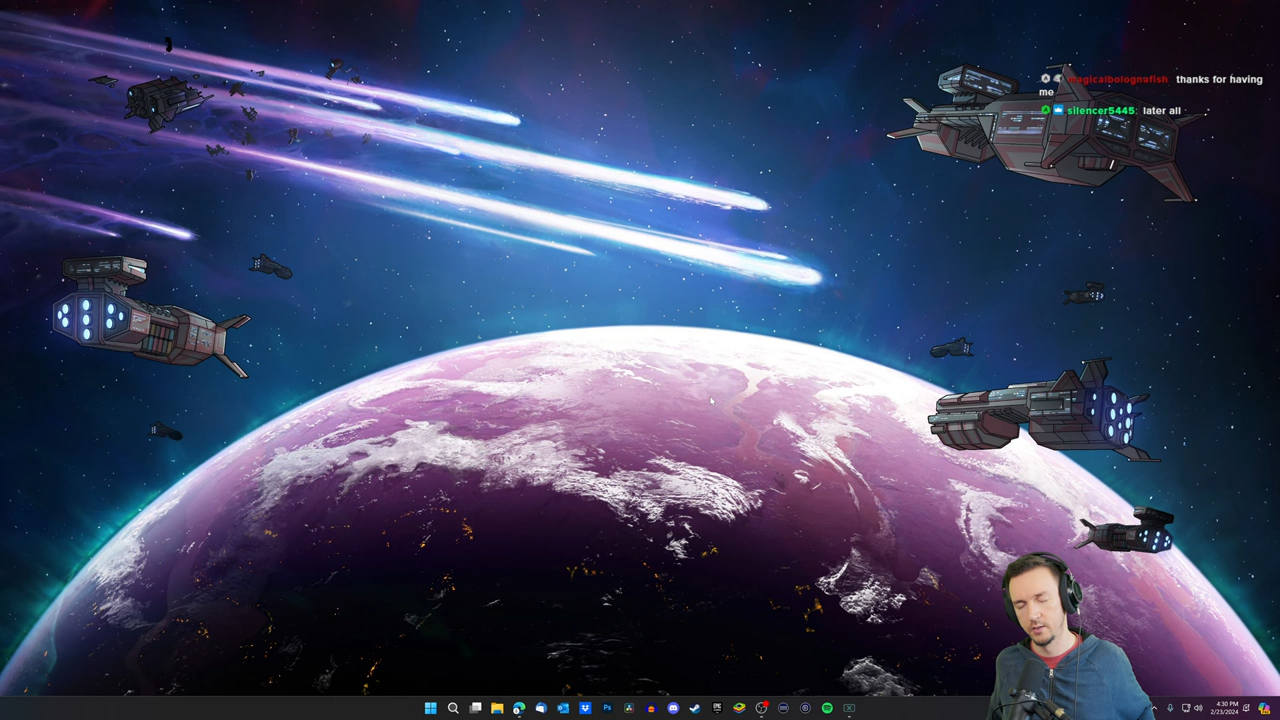 magicalbolognafish: thanks for having
me
silencer5445: later all
4:30 PM
2/23/2024